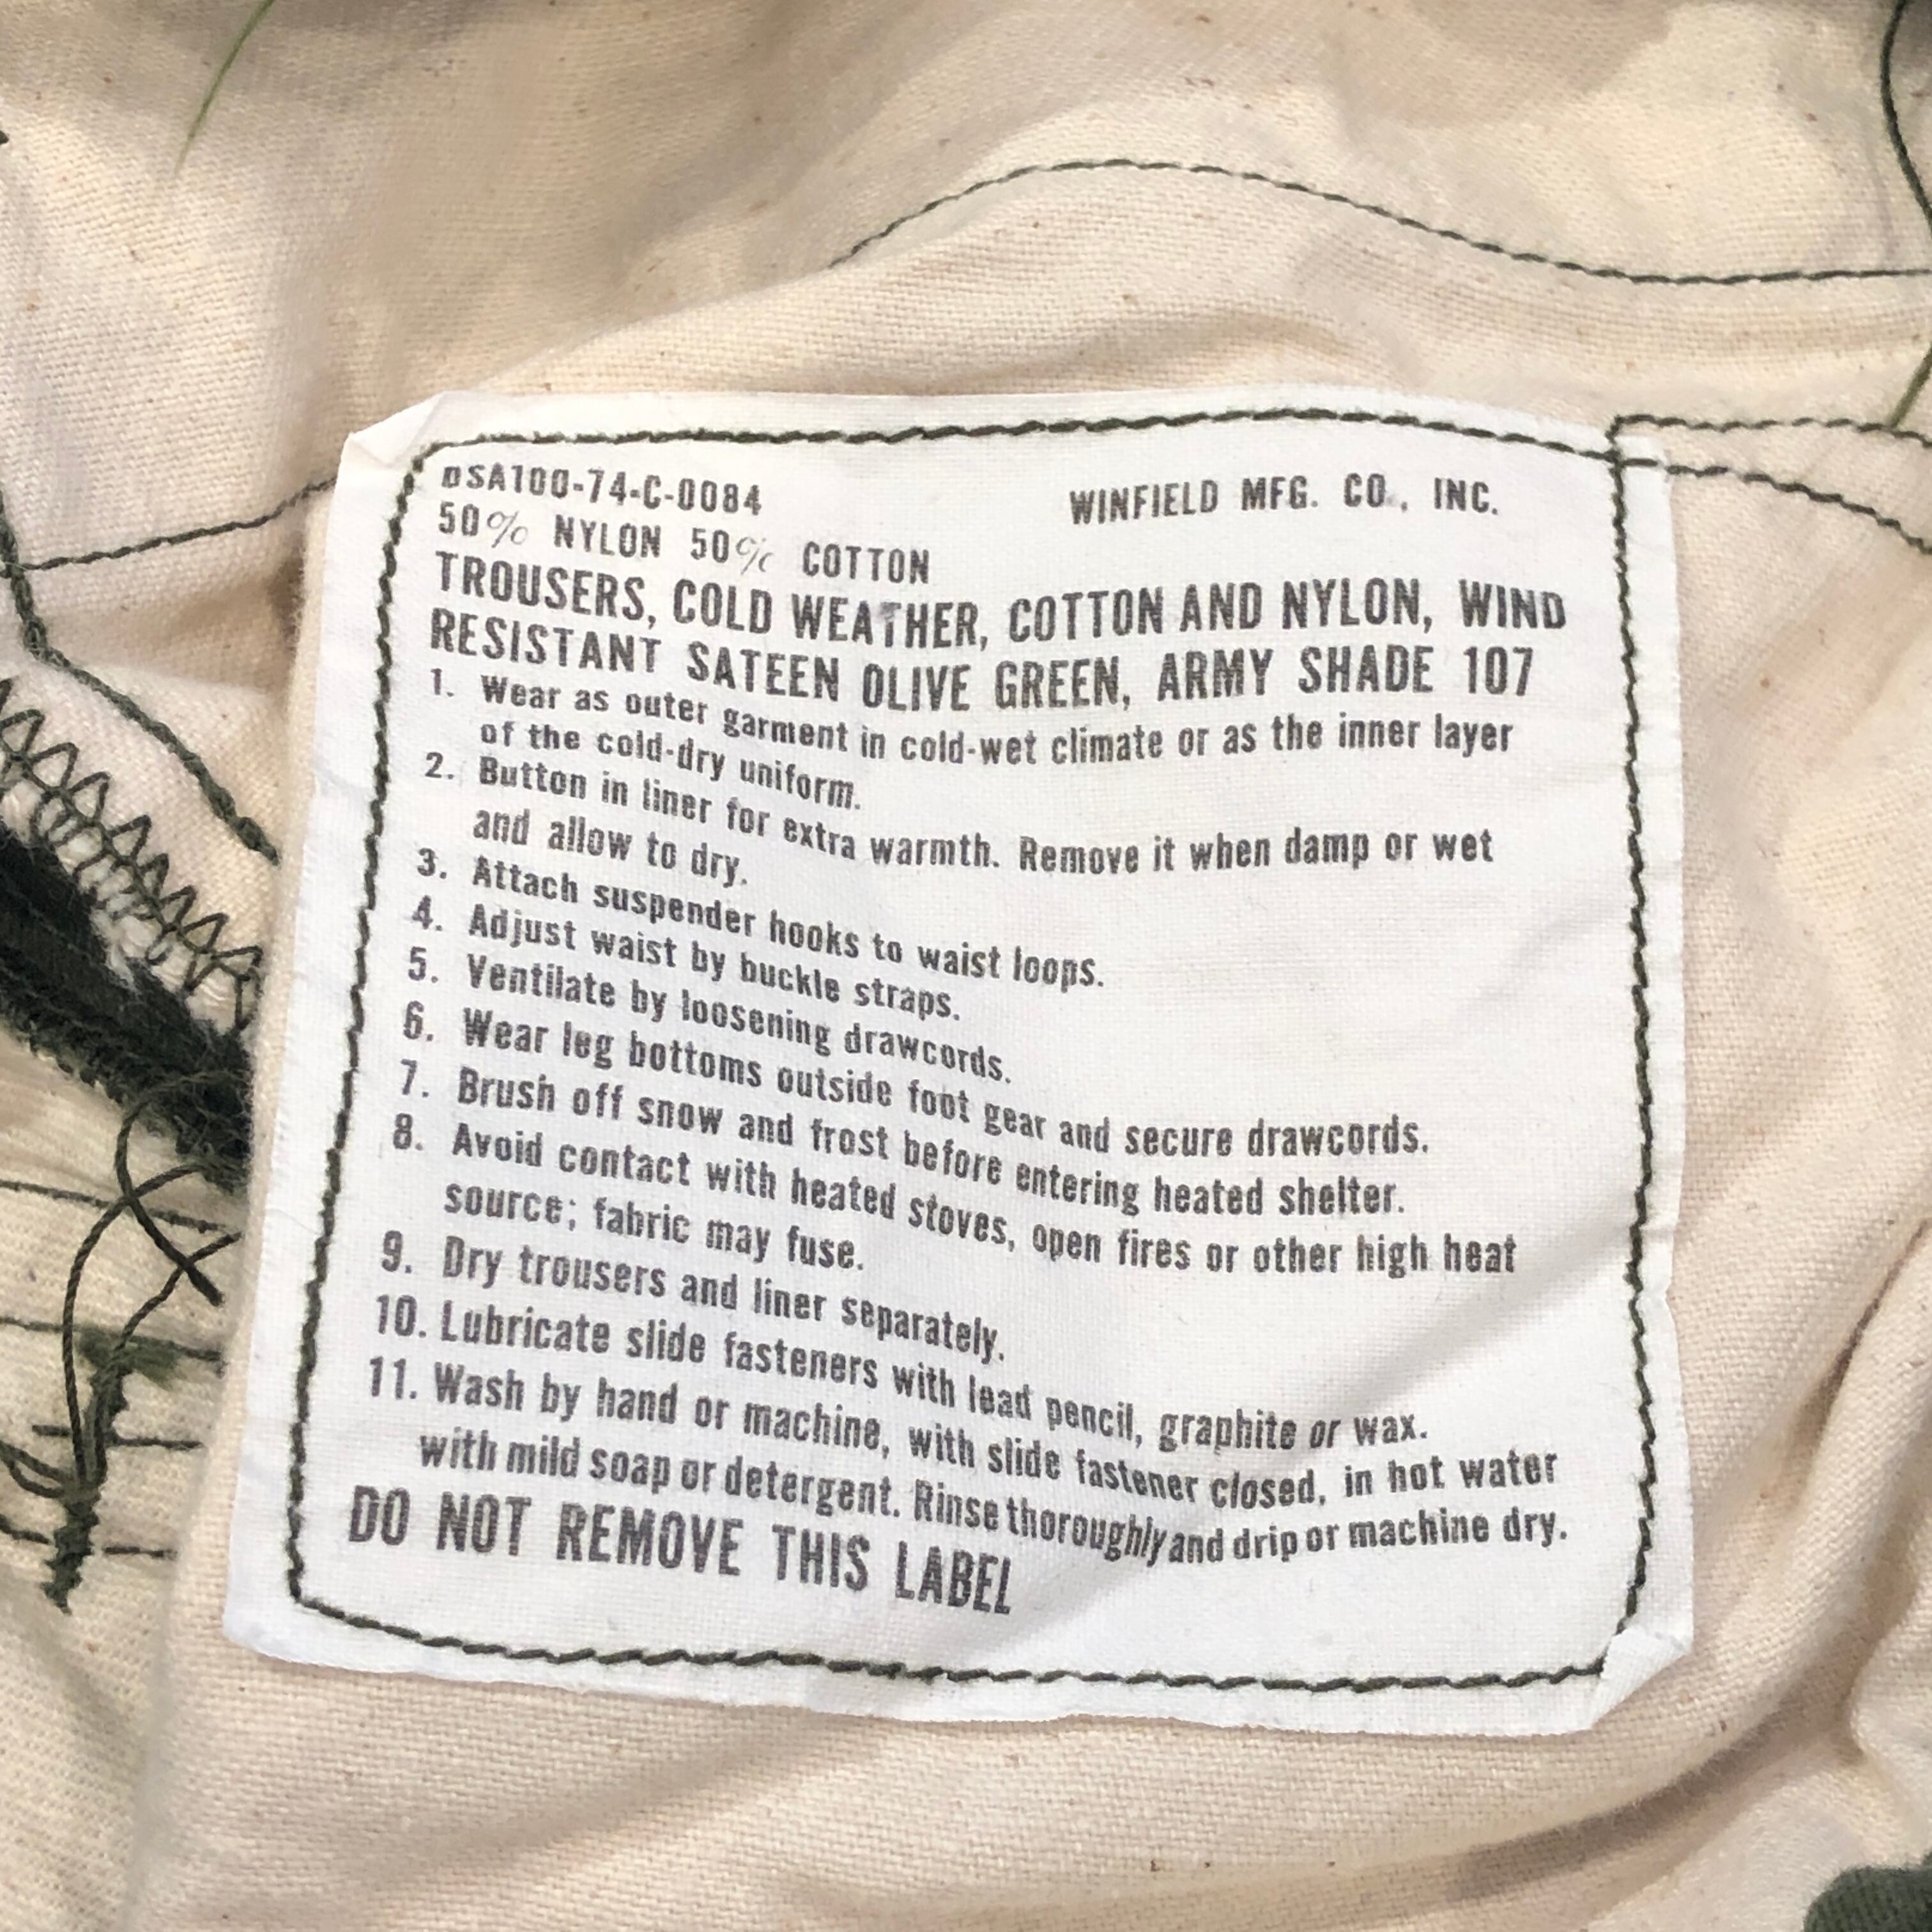 DSA100-74-C-0084 WINFIELD MFG. CO., INC.
50% NYLON 50% COTTON
TROUSERS, COLD WEATHER, COTTON AND NYLON, WIND
RESISTANT SATEEN OLIVE GREEN, ARMY SHADE 107
1. Wear as outer garment in cold-wet climate or as the inner layer
of the cold-dry uniform.
2. Button in liner for extra warmth. Remove it when damp or wet
and allow to dry.
3. Attach suspender hooks to waist loops.
4. Adjust waist by buckle straps.
5. Ventilate by loosening drawcords.
6. Wear leg bottoms outside foot gear and secure drawcords.
7. Brush off snow and frost before entering heated shelter.
8. Avoid contact with heated stoves, open fires or other high heat
source; fabric may fuse.
9. Dry trousers and liner separately.
10. Lubricate slide fasteners with lead pencil, graphite or wax.
11. Wash by hand or machine, with slide fastener closed, in hot water
with mild soap or detergent. Rinse thoroughly and drip or machine dry.
DO NOT REMOVE THIS LABEL